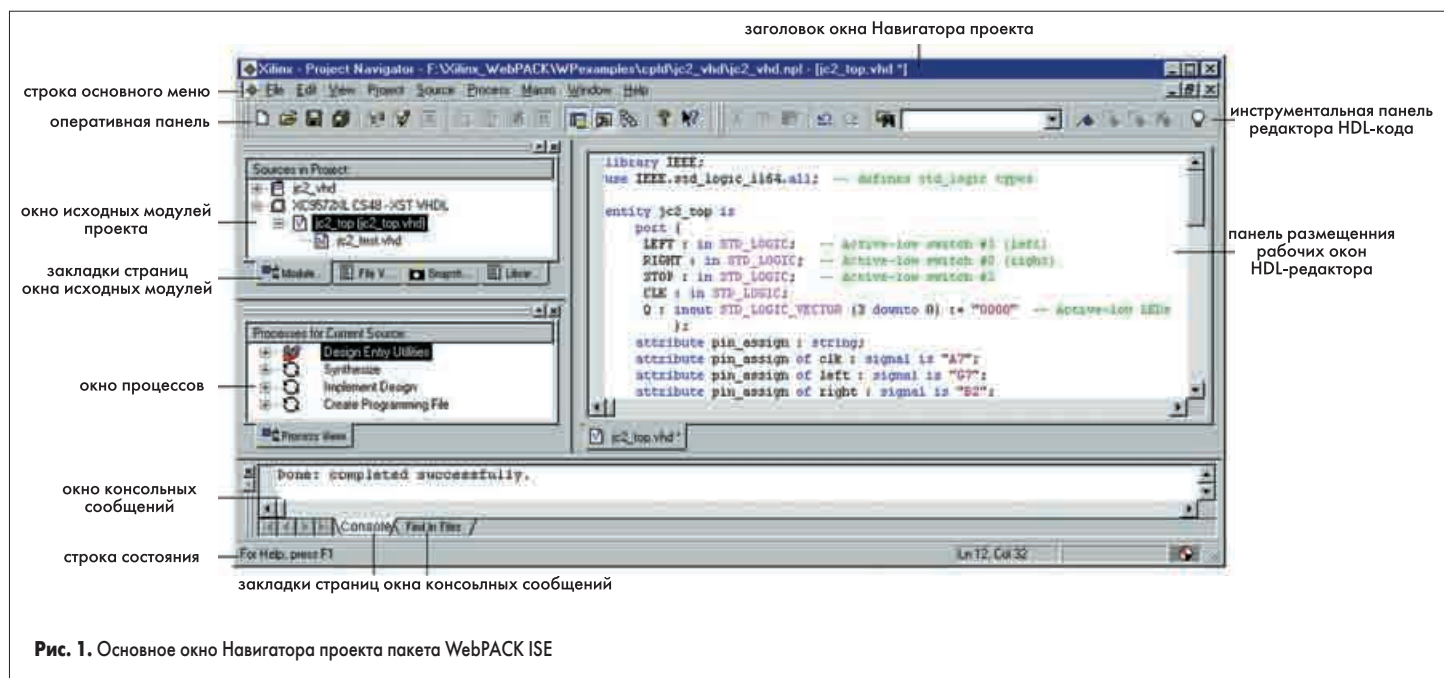 заголовок окна Навигатора проекта
Xilinx - Project Navigator - F:\Xilinx_WebPACK\WPexamples\cpld\jc2_vhd\jc2_vhd.npl - [jc2_top.vhd *]
строка основного меню
File Edit View Project Source Process Macro Window Help
оперативная панель
инструментальная панель
редактора HDL-кода
Sources in Project:
jc2_vhd
XC9572XL CS48 - XST VHDL
jc2_top (jc2_top.vhd)
jc2_test.vhd
окно исходных модулей
проекта
Module... File V... Snapsh... Librar...
закладки страниц
окна исходных модулей
library IEEE;
use IEEE.std_logic_1164.all; -- defines std_logic types
entity jc2_top is
port (
LEFT : in STD_LOGIC; -- Active-low switch #3 (left)
RIGHT : in STD_LOGIC; -- Active-low switch #0 (right)
STOP : in STD_LOGIC; -- Active-low switch #2
CLK : in STD_LOGIC;
Q : inout STD_LOGIC_VECTOR (3 downto 0) := "0000" -- Active-low LEDs
);
attribute pin_assign : string;
attribute pin_assign of clk : signal is "A7";
attribute pin_assign of left : signal is "G7";
attribute pin_assign of right : signal is "B2";
панель размещения
рабочих окон
HDL-редактора
Processes for Current Source:
Design Entry Utilities
Synthesize
Implement Design
Create Programming File
окно процессов
Process View
jc2_top.vhd *
Done: completed successfully.
окно консольных
сообщений
Console Find in Files
строка состояния
For Help, press F1
Ln 12, Col 32
закладки страниц окна консоьлных сообщений
Рис. 1. Основное окно Навигатора проекта пакета WebPACK ISE